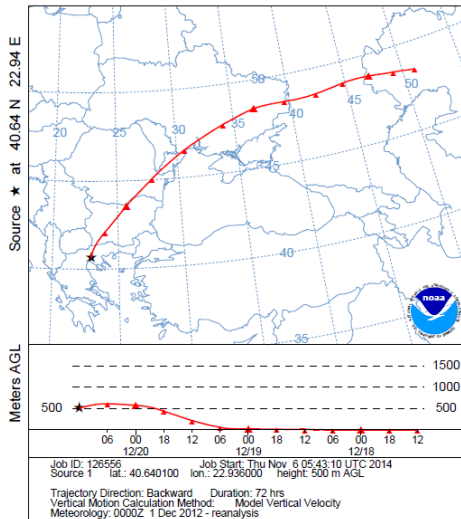 Source ★ at 40.64 N 22.94 E
50
50
45
45
40
35
30
25
20
40
35
35
noaa
Meters AGL
1500
1000
500
500
06 00 18 12 06 00 18 12 06 00 18 12
12/20 12/19 12/18
Job ID: 126556 Job Start: Thu Nov 6 05:43:10 UTC 2014
Source 1 lat.: 40.640100 lon.: 22.936000 height: 500 m AGL
Trajectory Direction: Backward Duration: 72 hrs
Vertical Motion Calculation Method: Model Vertical Velocity
Meteorology: 0000Z 1 Dec 2012 - reanalysis